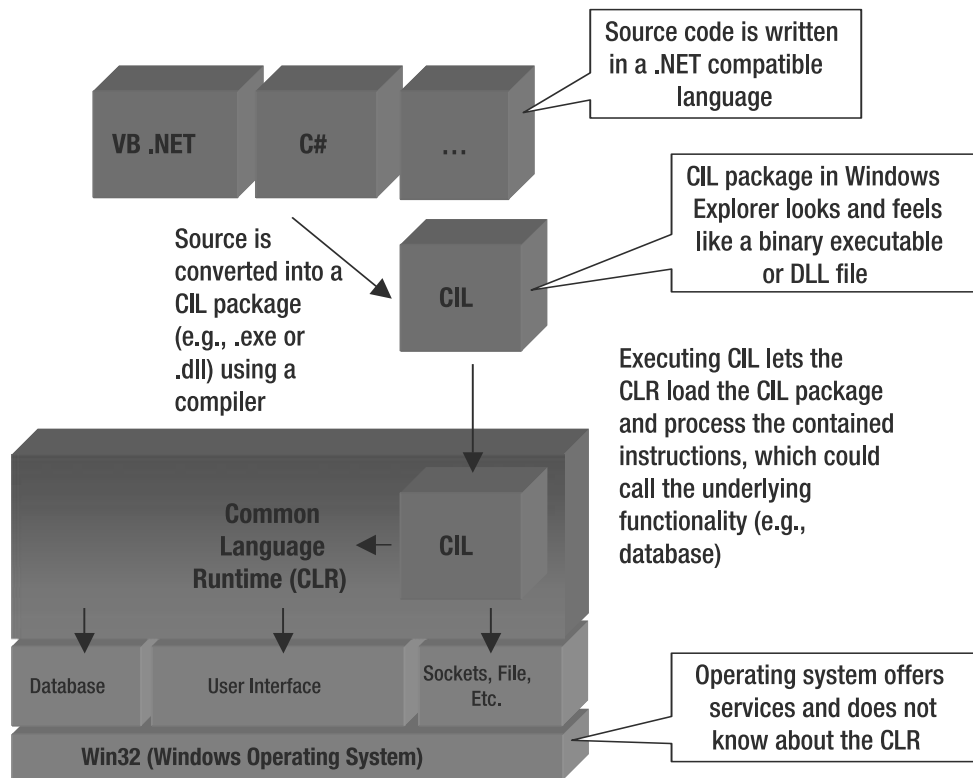 Source code is written
in a .NET compatible
language
VB .NET
C#
...
CIL package in Windows
Explorer looks and feels
like a binary executable
or DLL file
Source is
converted into a
CIL package
(e.g., .exe or
.dll) using a
compiler
CIL
Executing CIL lets the
CLR load the CIL package
and process the contained
instructions, which could
call the underlying
functionality (e.g.,
database)
Common
Language
Runtime (CLR)
CIL
Database
User Interface
Sockets, File,
Etc.
Operating system offers
services and does not
know about the CLR
Win32 (Windows Operating System)